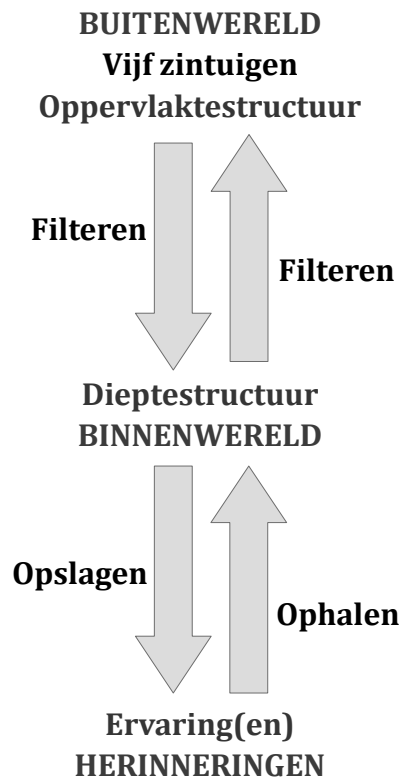 BUITENWERELD
Vijf zintuigen
Oppervlaktestructuur
Filteren
Filteren
Dieptestructuur
BINNENWERELD
Opslagen
Ophalen
Ervaring(en)
HERINNERINGEN